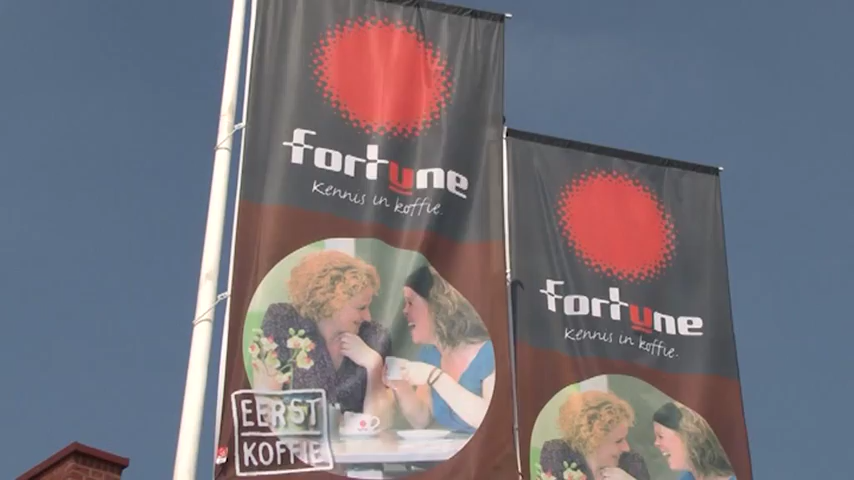 fortune
Kennis in koffie.
EERST
KOFFIE
fortune
Kennis in koffie.